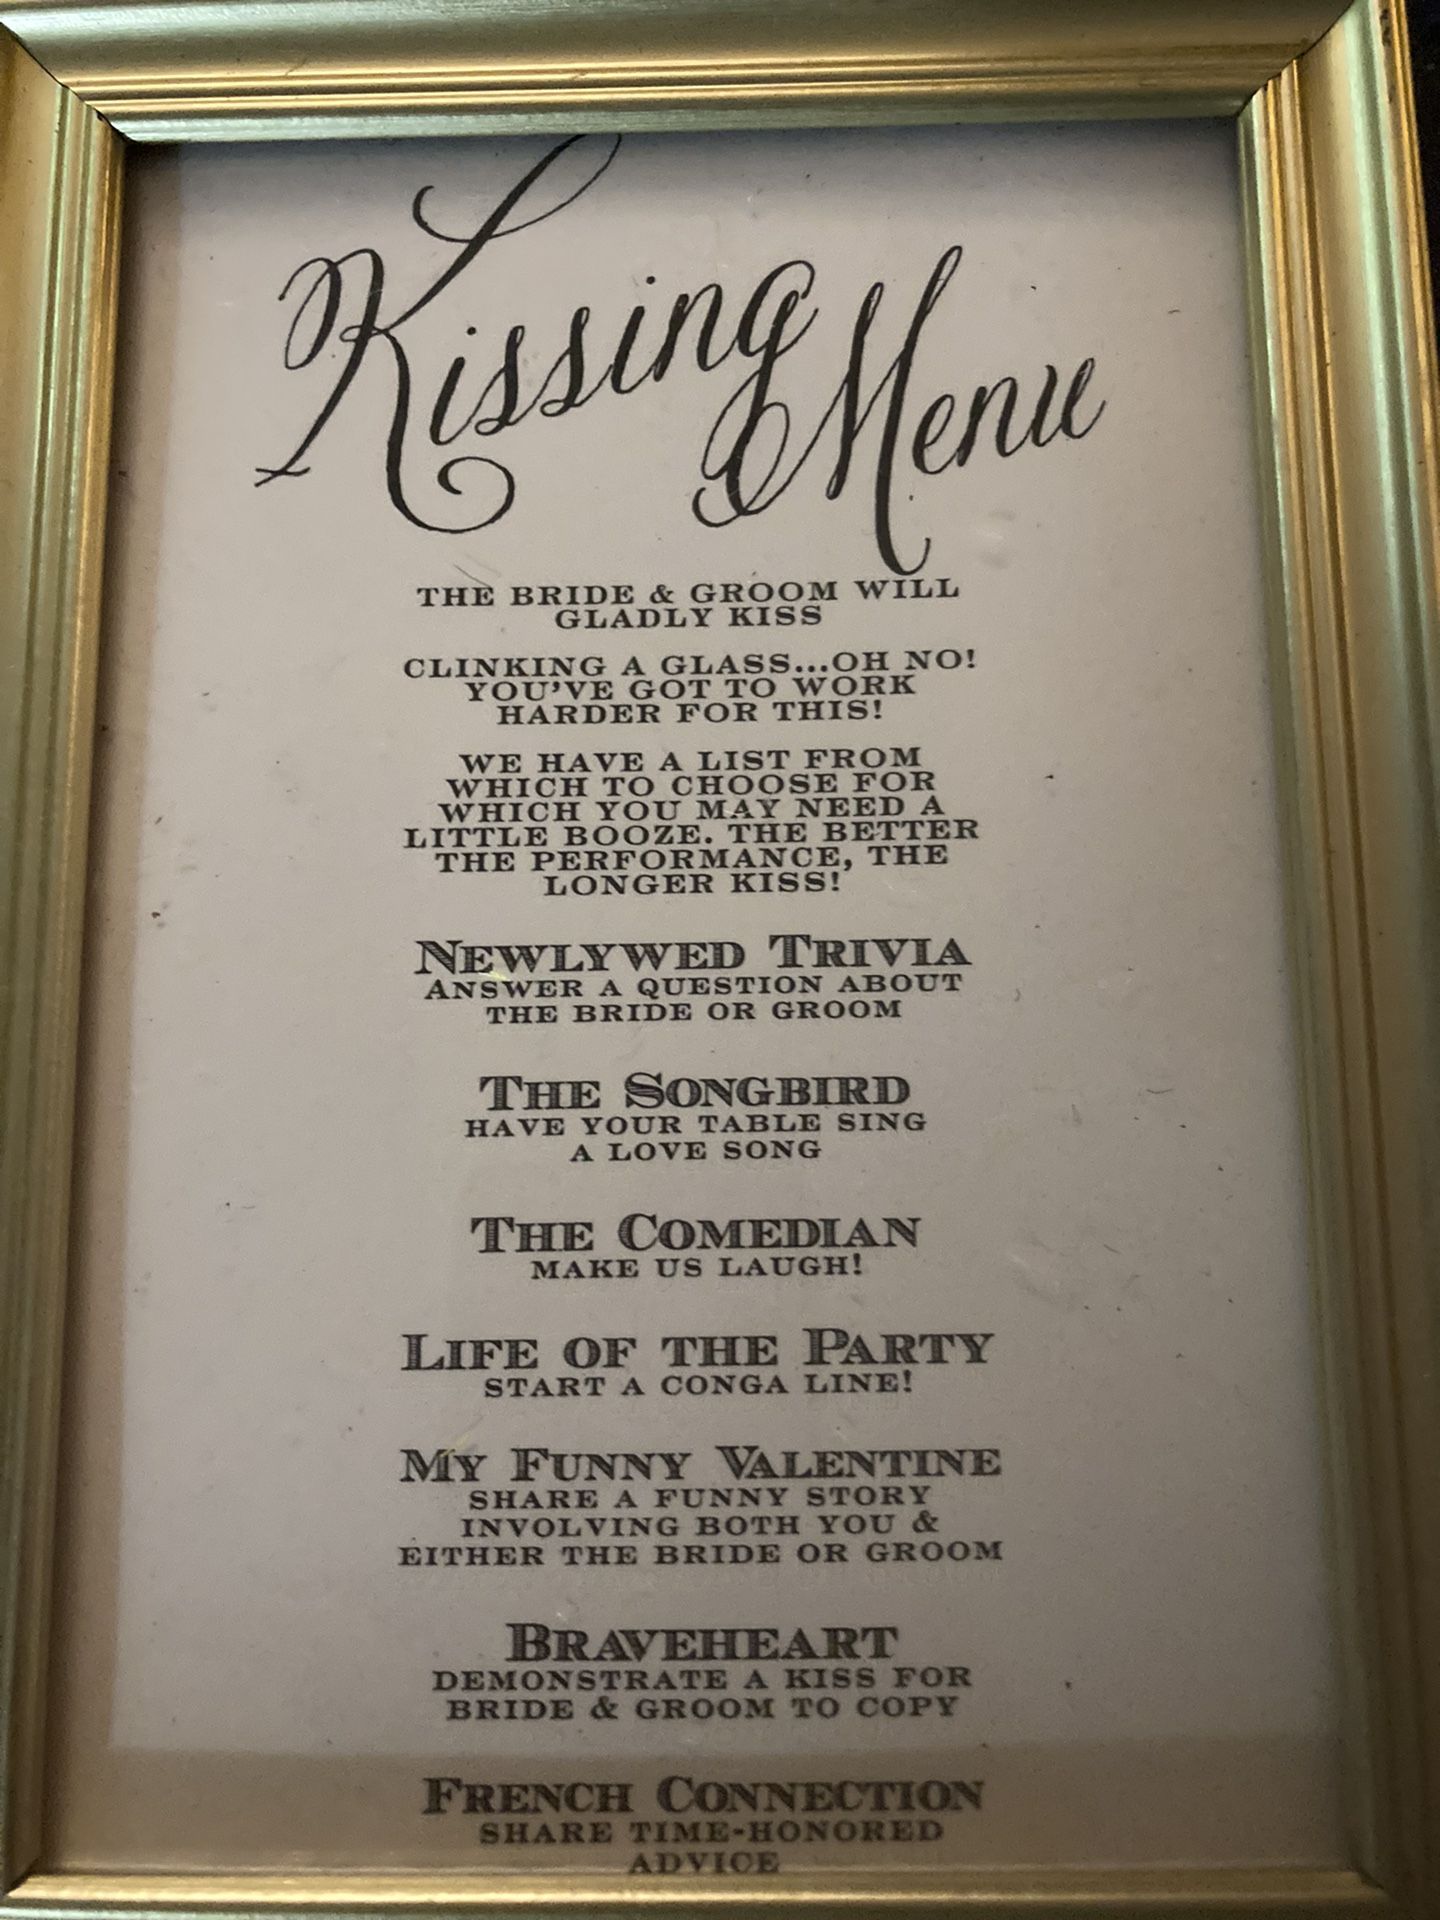 Kissing Menu
THE BRIDE & GROOM WILL
GLADLY KISS
CLINKING A GLASS...OH NO!
YOU'VE GOT TO WORK
HARDER FOR THIS!
WE HAVE A LIST FROM
WHICH TO CHOOSE FOR
WHICH YOU MAY NEED A
LITTLE BOOZE. THE BETTER
THE PERFORMANCE, THE
LONGER KISS!
NEWLYWED TRIVIA
ANSWER A QUESTION ABOUT
THE BRIDE OR GROOM
THE SONGBIRD
HAVE YOUR TABLE SING
A LOVE SONG
THE COMEDIAN
MAKE US LAUGH!
LIFE OF THE PARTY
START A CONGA LINE!
MY FUNNY VALENTINE
SHARE A FUNNY STORY
INVOLVING BOTH YOU &
EITHER THE BRIDE OR GROOM
BRAVEHEART
DEMONSTRATE A KISS FOR
BRIDE & GROOM TO COPY
FRENCH CONNECTION
SHARE TIME-HONORED
ADVICE